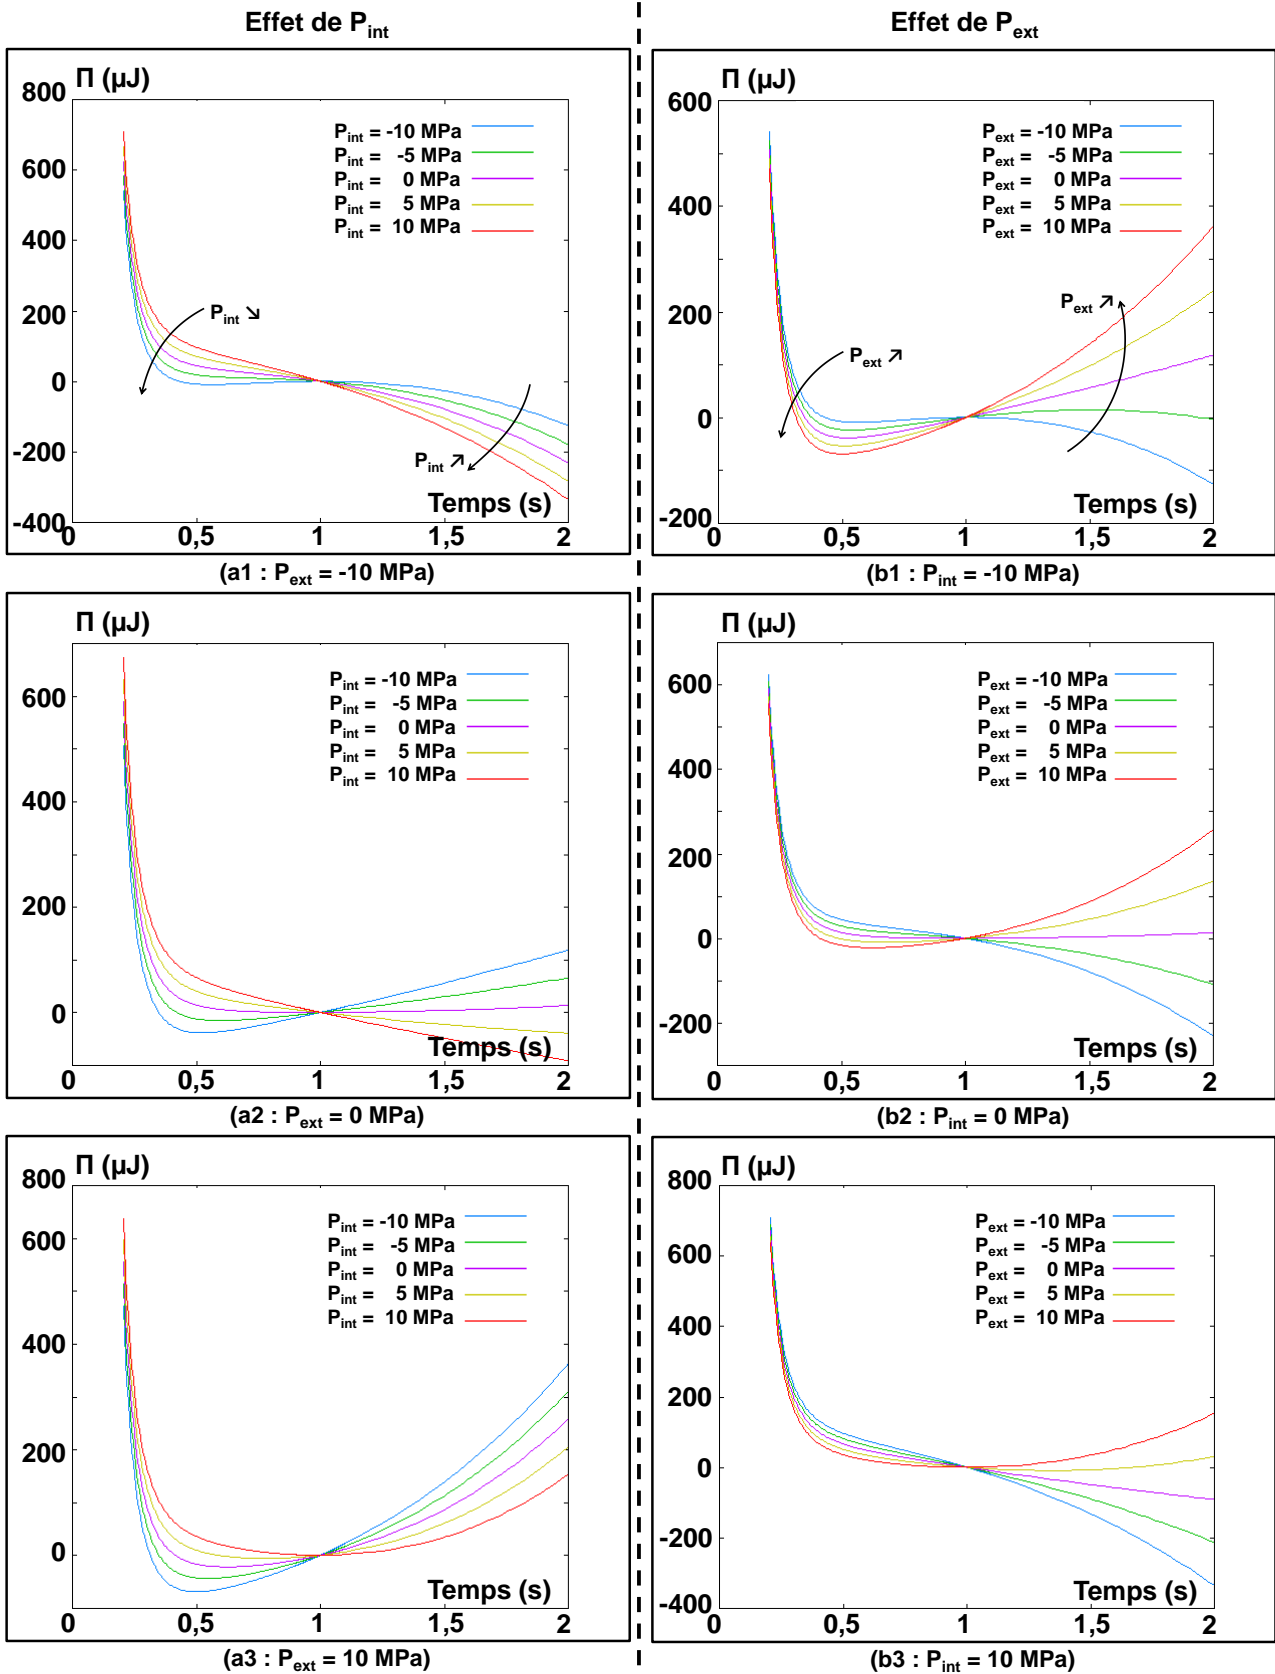 Effet de Pint
Effet de Pext
Π (µJ)
800
600
400
200
0
-200
-400
Pint = -10 MPa
Pint = -5 MPa
Pint = 0 MPa
Pint = 5 MPa
Pint = 10 MPa
Pint ↘
Pint ↗
Temps (s)
0 0,5 1 1,5 2
(a1 : Pext = -10 MPa)
Π (µJ)
600
400
200
0
-200
Pext = -10 MPa
Pext = -5 MPa
Pext = 0 MPa
Pext = 5 MPa
Pext = 10 MPa
Pext ↗
Pext ↗
Temps (s)
0 0,5 1 1,5 2
(b1 : Pint = -10 MPa)
Π (µJ)
600
400
200
0
Pint = -10 MPa
Pint = -5 MPa
Pint = 0 MPa
Pint = 5 MPa
Pint = 10 MPa
Temps (s)
0 0,5 1 1,5 2
(a2 : Pext = 0 MPa)
Π (µJ)
600
400
200
0
-200
Pext = -10 MPa
Pext = -5 MPa
Pext = 0 MPa
Pext = 5 MPa
Pext = 10 MPa
Temps (s)
0 0,5 1 1,5 2
(b2 : Pint = 0 MPa)
Π (µJ)
800
600
400
200
0
Pint = -10 MPa
Pint = -5 MPa
Pint = 0 MPa
Pint = 5 MPa
Pint = 10 MPa
Temps (s)
0 0,5 1 1,5 2
(a3 : Pext = 10 MPa)
Π (µJ)
800
600
400
200
0
-200
-400
Pext = -10 MPa
Pext = -5 MPa
Pext = 0 MPa
Pext = 5 MPa
Pext = 10 MPa
Temps (s)
0 0,5 1 1,5 2
(b3 : Pint = 10 MPa)